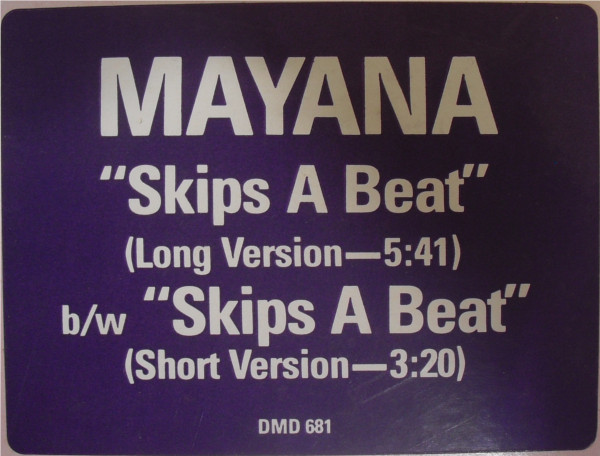 MAYANA
"Skips A Beat"
(Long Version—5:41)
b/w "Skips A Beat"
(Short Version—3:20)
DMD 681